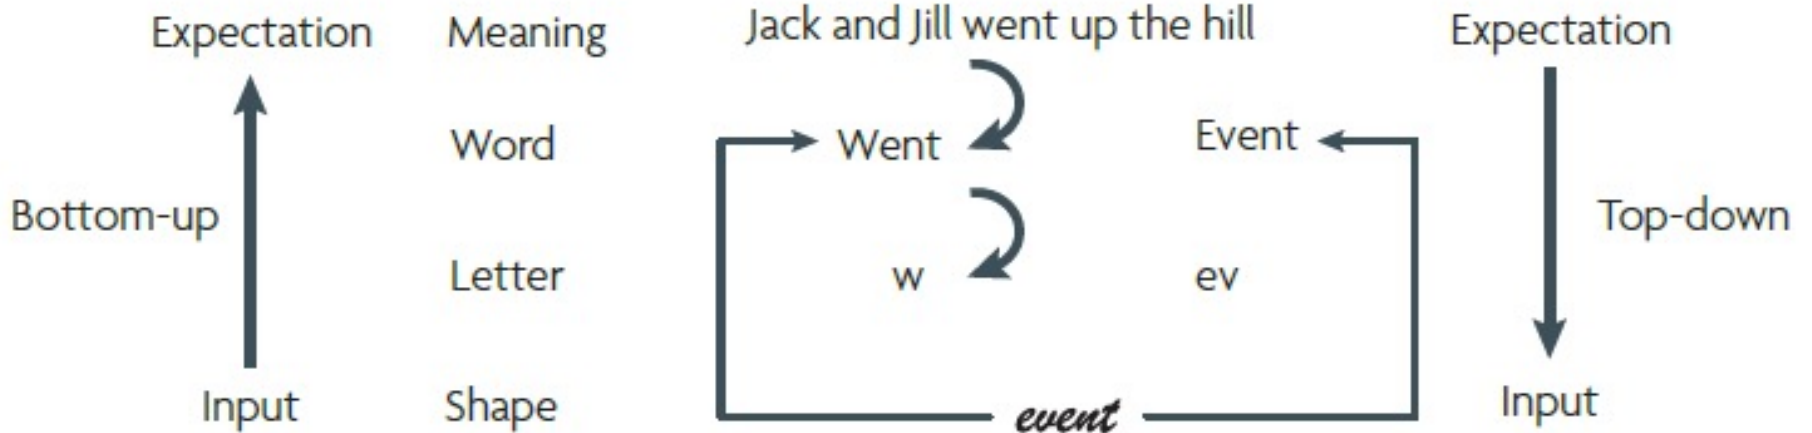 Expectation Meaning Jack and Jill went up the hill Expectation
Word Went Event
Bottom-up Top-down
Letter w ev
Input Shape event Input